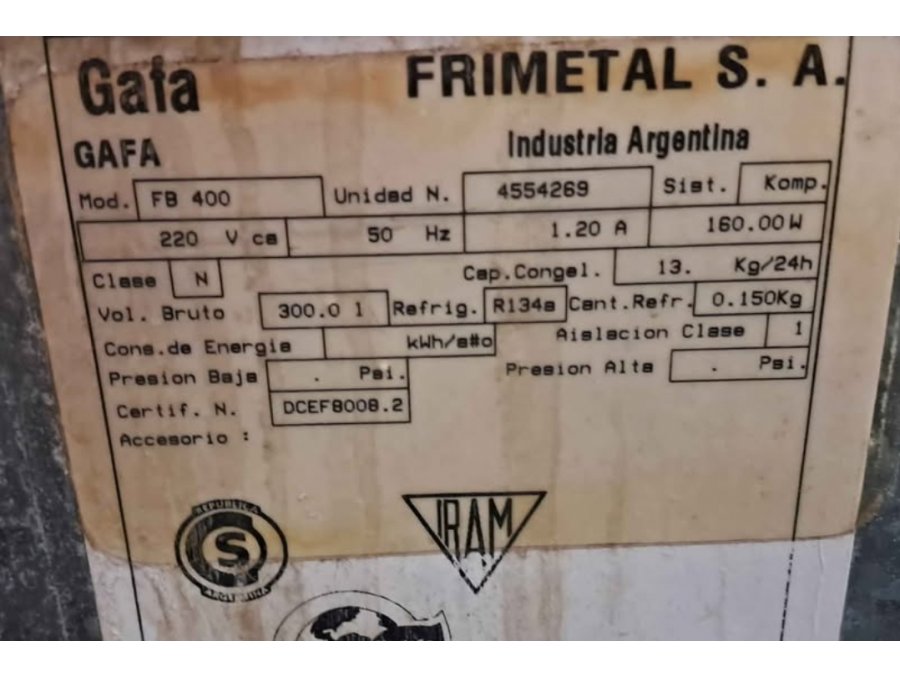 Gafa FRIMETAL S. A.
GAFA Industria Argentina
Mod. FB 400 Unidad N. 4554269 Sist. Komp.
220 V ca 50 Hz 1.20 A 160.00W
Clase N Cap.Congel. 13. Kg/24h
Vol. Bruto 300.0 l Refrig. R134a Cant.Refr. 0.150Kg
Cons.de Energia kWh/a#o Aislacion Clase 1
Presion Baja . Psi. Presion Alta . Psi.
Certif. N. DCEF8008.2
Accesorio :
REPUBLICA
S
ARGENTINA
IRAM